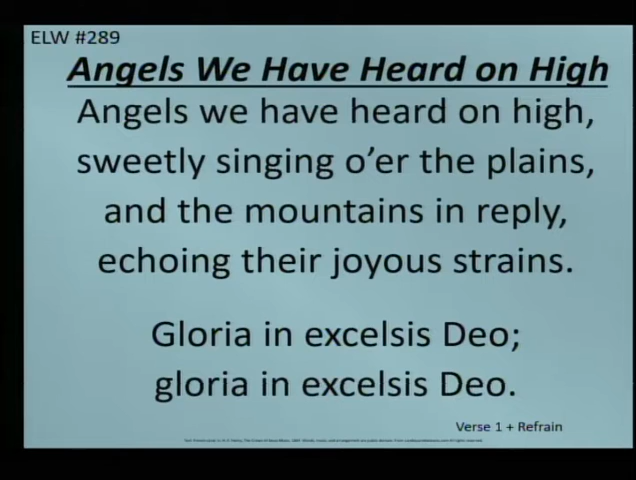 ELW #289
Angels We Have Heard on High
Angels we have heard on high,
sweetly singing o'er the plains,
and the mountains in reply,
echoing their joyous strains.
Gloria in excelsis Deo;
gloria in excelsis Deo.
Verse 1 + Refrain